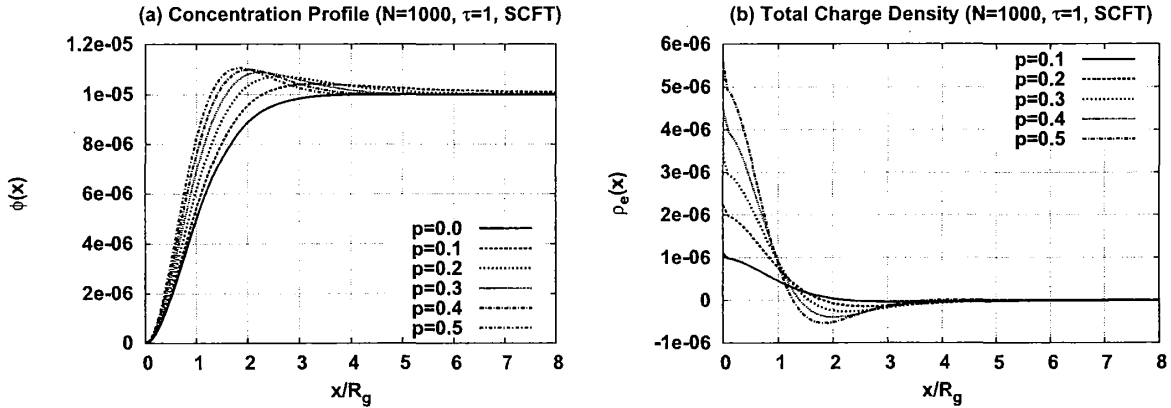 (a) Concentration Profile (N=1000, τ=1, SCFT)
1.2e-05
1e-05
8e-06
6e-06
4e-06
2e-06
0
ϕ(x)
p=0.0
p=0.1
p=0.2
p=0.3
p=0.4
p=0.5
0 1 2 3 4 5 6 7 8
x/Rg
(b) Total Charge Density (N=1000, τ=1, SCFT)
6e-06
5e-06
4e-06
3e-06
2e-06
1e-06
0
-1e-06
ρe(x)
p=0.1
p=0.2
p=0.3
p=0.4
p=0.5
0 1 2 3 4 5 6 7 8
x/Rg